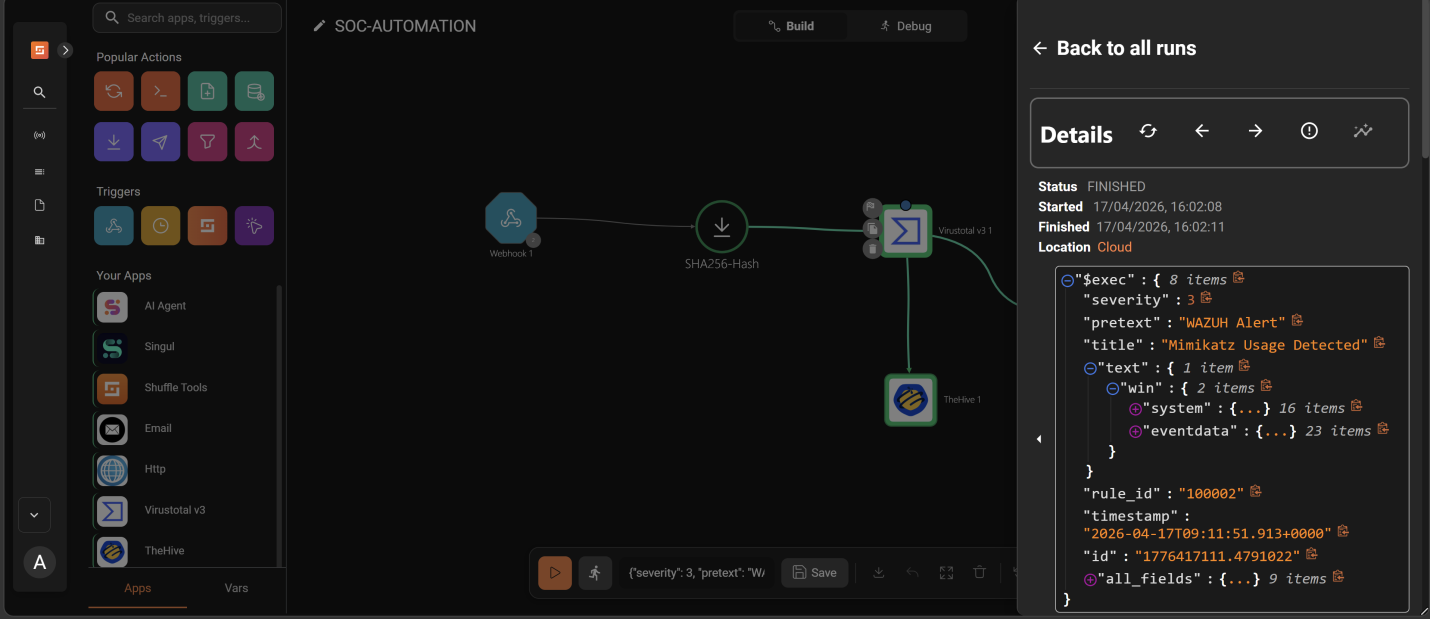 Search apps, triggers...
Popular Actions
Triggers
Your Apps
AI Agent
Singul
Shuffle Tools
Email
Http
Virustotal v3
TheHive
Apps
Vars
A
SOC-AUTOMATION
Build
Debug
Webhook 1
SHA256-Hash
Virustotal v3 1
TheHive 1
{"severity": 3, "pretext": "WA
Save
Back to all runs
Details
Status FINISHED
Started 17/04/2026, 16:02:08
Finished 17/04/2026, 16:02:11
Location Cloud
"$exec" : { 8 items
"severity" : 3
"pretext" : "WAZUH Alert"
"title" : "Mimikatz Usage Detected"
"text" : { 1 item
"win" : { 2 items
"system" : {...} 16 items
"eventdata" : {...} 23 items
}
}
"rule_id" : "100002"
"timestamp" :
"2026-04-17T09:11:51.913+0000"
"id" : "1776417111.4791022"
"all_fields" : {...} 9 items
}